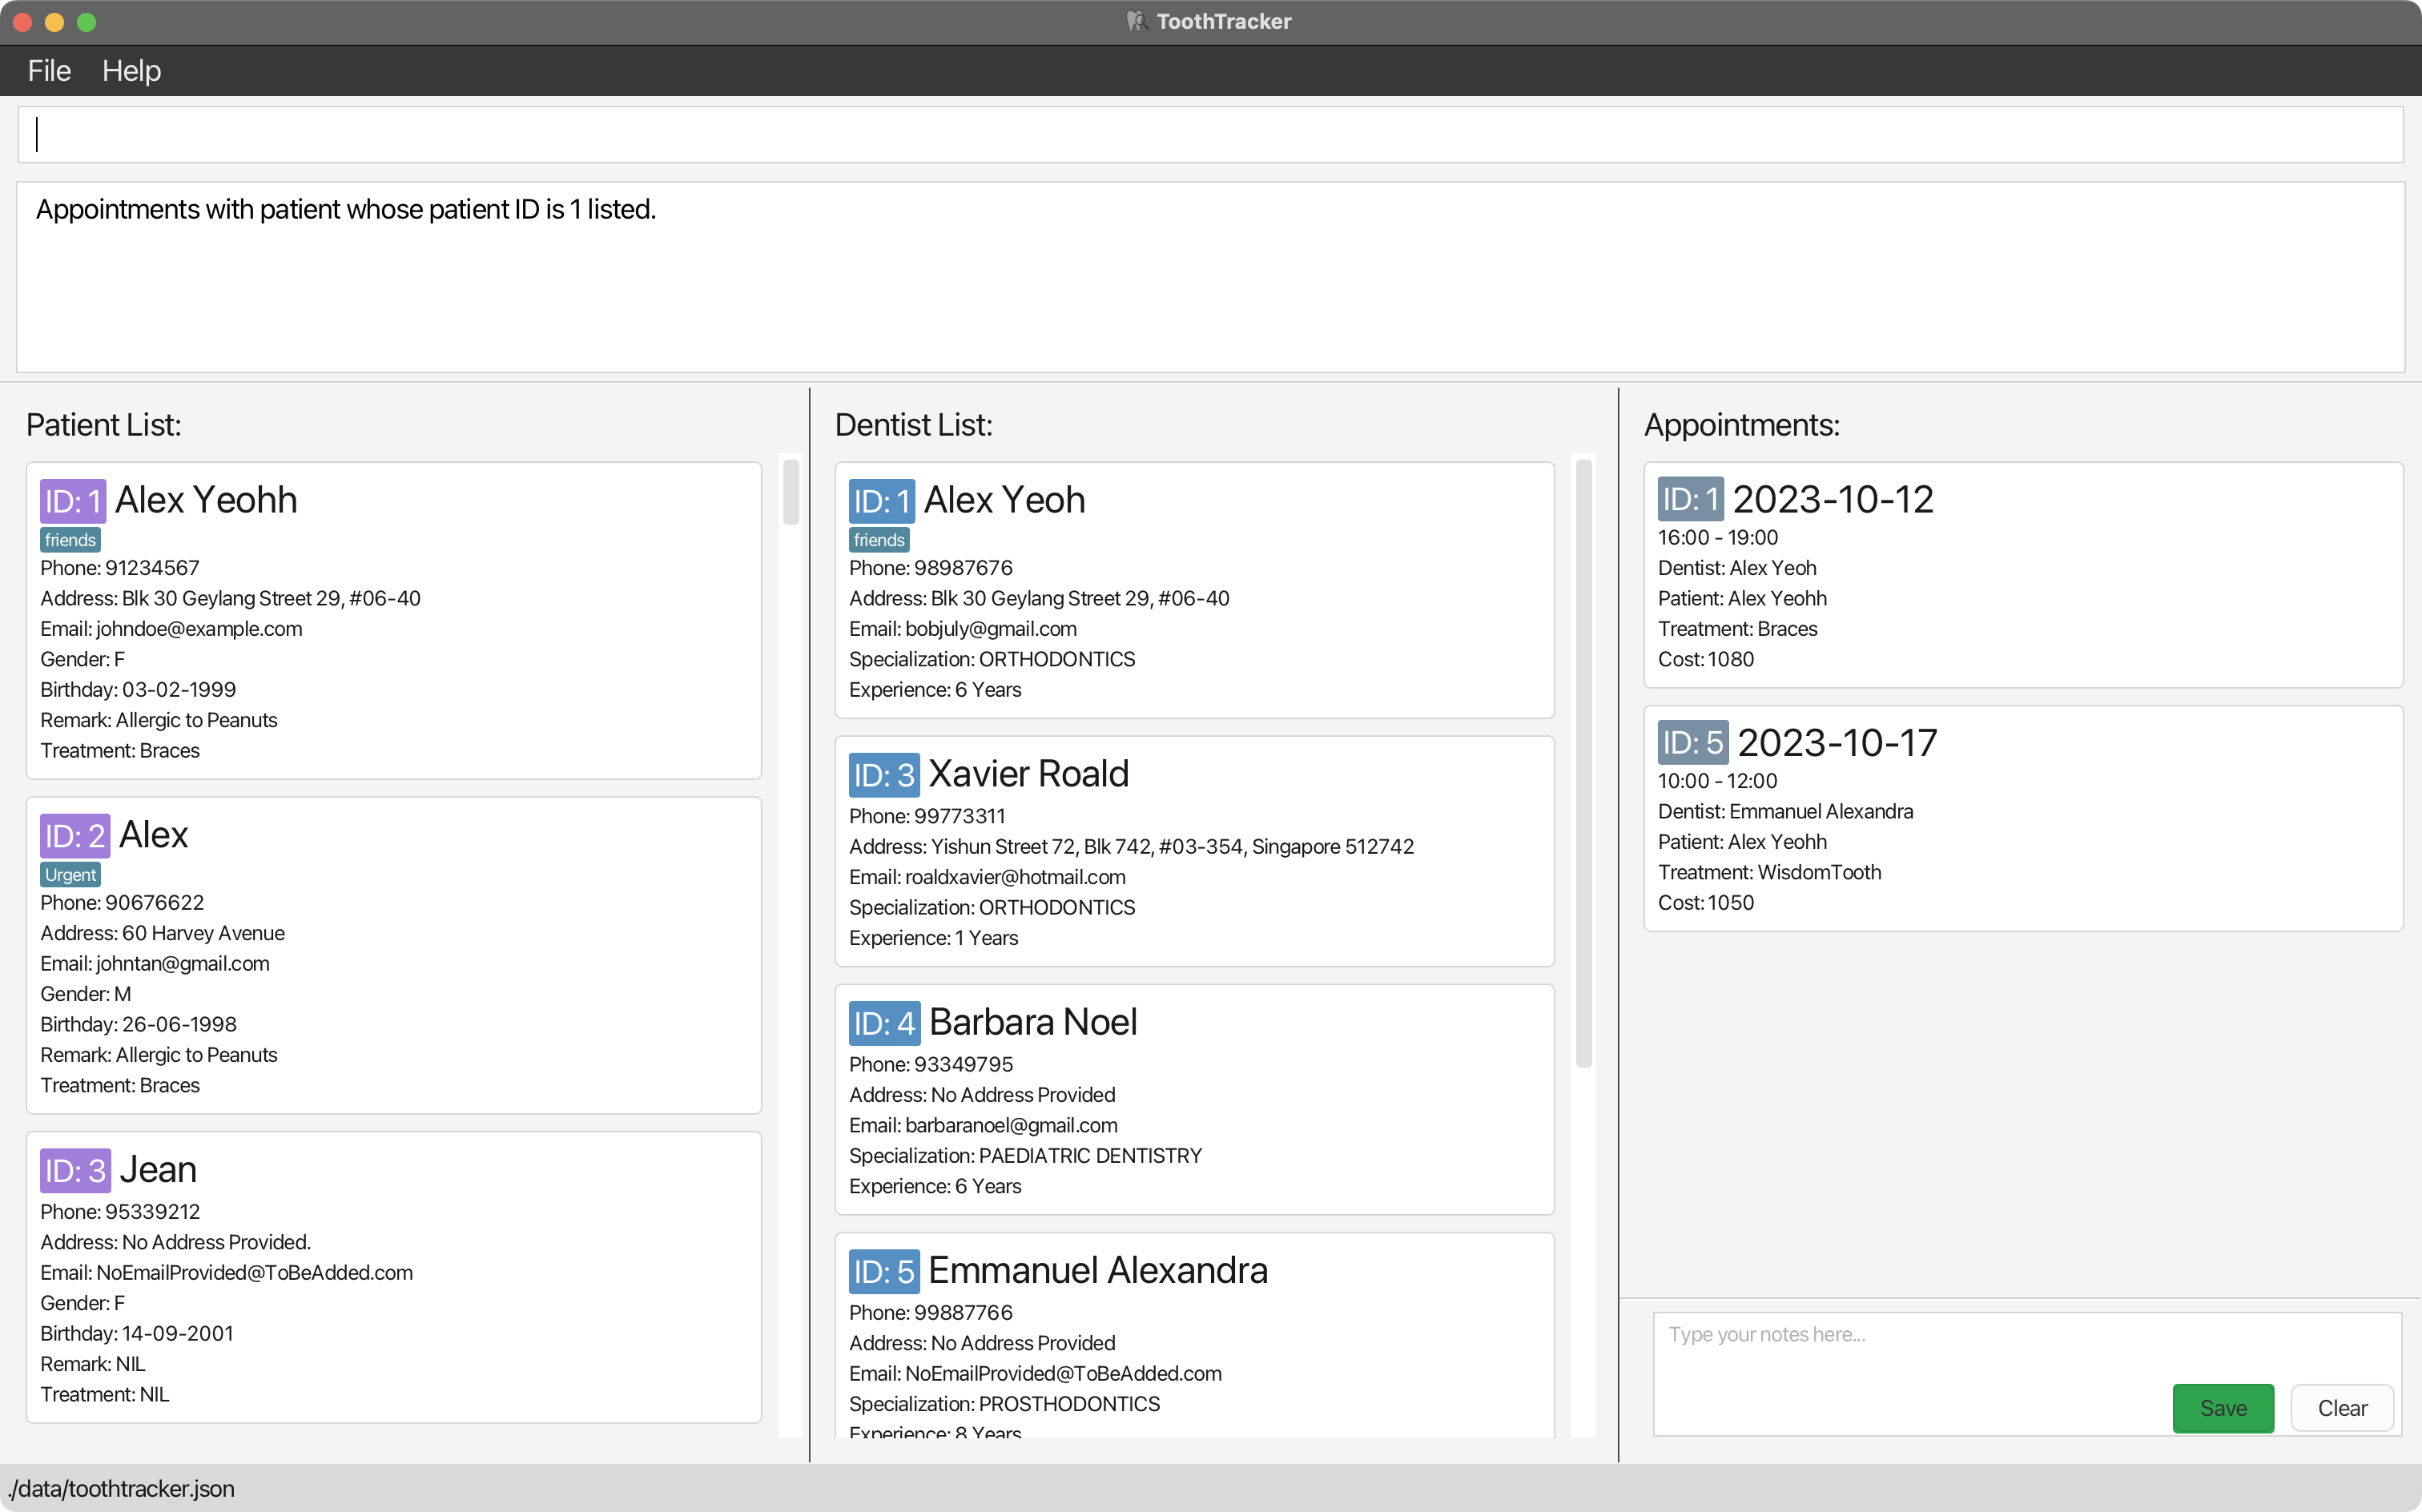 ToothTracker
File Help
Appointments with patient whose patient ID is 1 listed.
Patient List:
ID: 1 Alex Yeohh
friends
Phone: 91234567
Address: Blk 30 Geylang Street 29, #06-40
Email: johndoe@example.com
Gender: F
Birthday: 03-02-1999
Remark: Allergic to Peanuts
Treatment: Braces
ID: 2 Alex
Urgent
Phone: 90676622
Address: 60 Harvey Avenue
Email: johntan@gmail.com
Gender: M
Birthday: 26-06-1998
Remark: Allergic to Peanuts
Treatment: Braces
ID: 3 Jean
Phone: 95339212
Address: No Address Provided.
Email: NoEmailProvided@ToBeAdded.com
Gender: F
Birthday: 14-09-2001
Remark: NIL
Treatment: NIL
Dentist List:
ID: 1 Alex Yeoh
friends
Phone: 98987676
Address: Blk 30 Geylang Street 29, #06-40
Email: bobjuly@gmail.com
Specialization: ORTHODONTICS
Experience: 6 Years
ID: 3 Xavier Roald
Phone: 99773311
Address: Yishun Street 72, Blk 742, #03-354, Singapore 512742
Email: roaldxavier@hotmail.com
Specialization: ORTHODONTICS
Experience: 1 Years
ID: 4 Barbara Noel
Phone: 93349795
Address: No Address Provided
Email: barbaranoel@gmail.com
Specialization: PAEDIATRIC DENTISTRY
Experience: 6 Years
ID: 5 Emmanuel Alexandra
Phone: 99887766
Address: No Address Provided
Email: NoEmailProvided@ToBeAdded.com
Specialization: PROSTHODONTICS
Experience: 8 Years
Appointments:
ID: 1 2023-10-12
16:00 - 19:00
Dentist: Alex Yeoh
Patient: Alex Yeohh
Treatment: Braces
Cost: 1080
ID: 5 2023-10-17
10:00 - 12:00
Dentist: Emmanuel Alexandra
Patient: Alex Yeohh
Treatment: WisdomTooth
Cost: 1050
Type your notes here...
Save Clear
./data/toothtracker.json